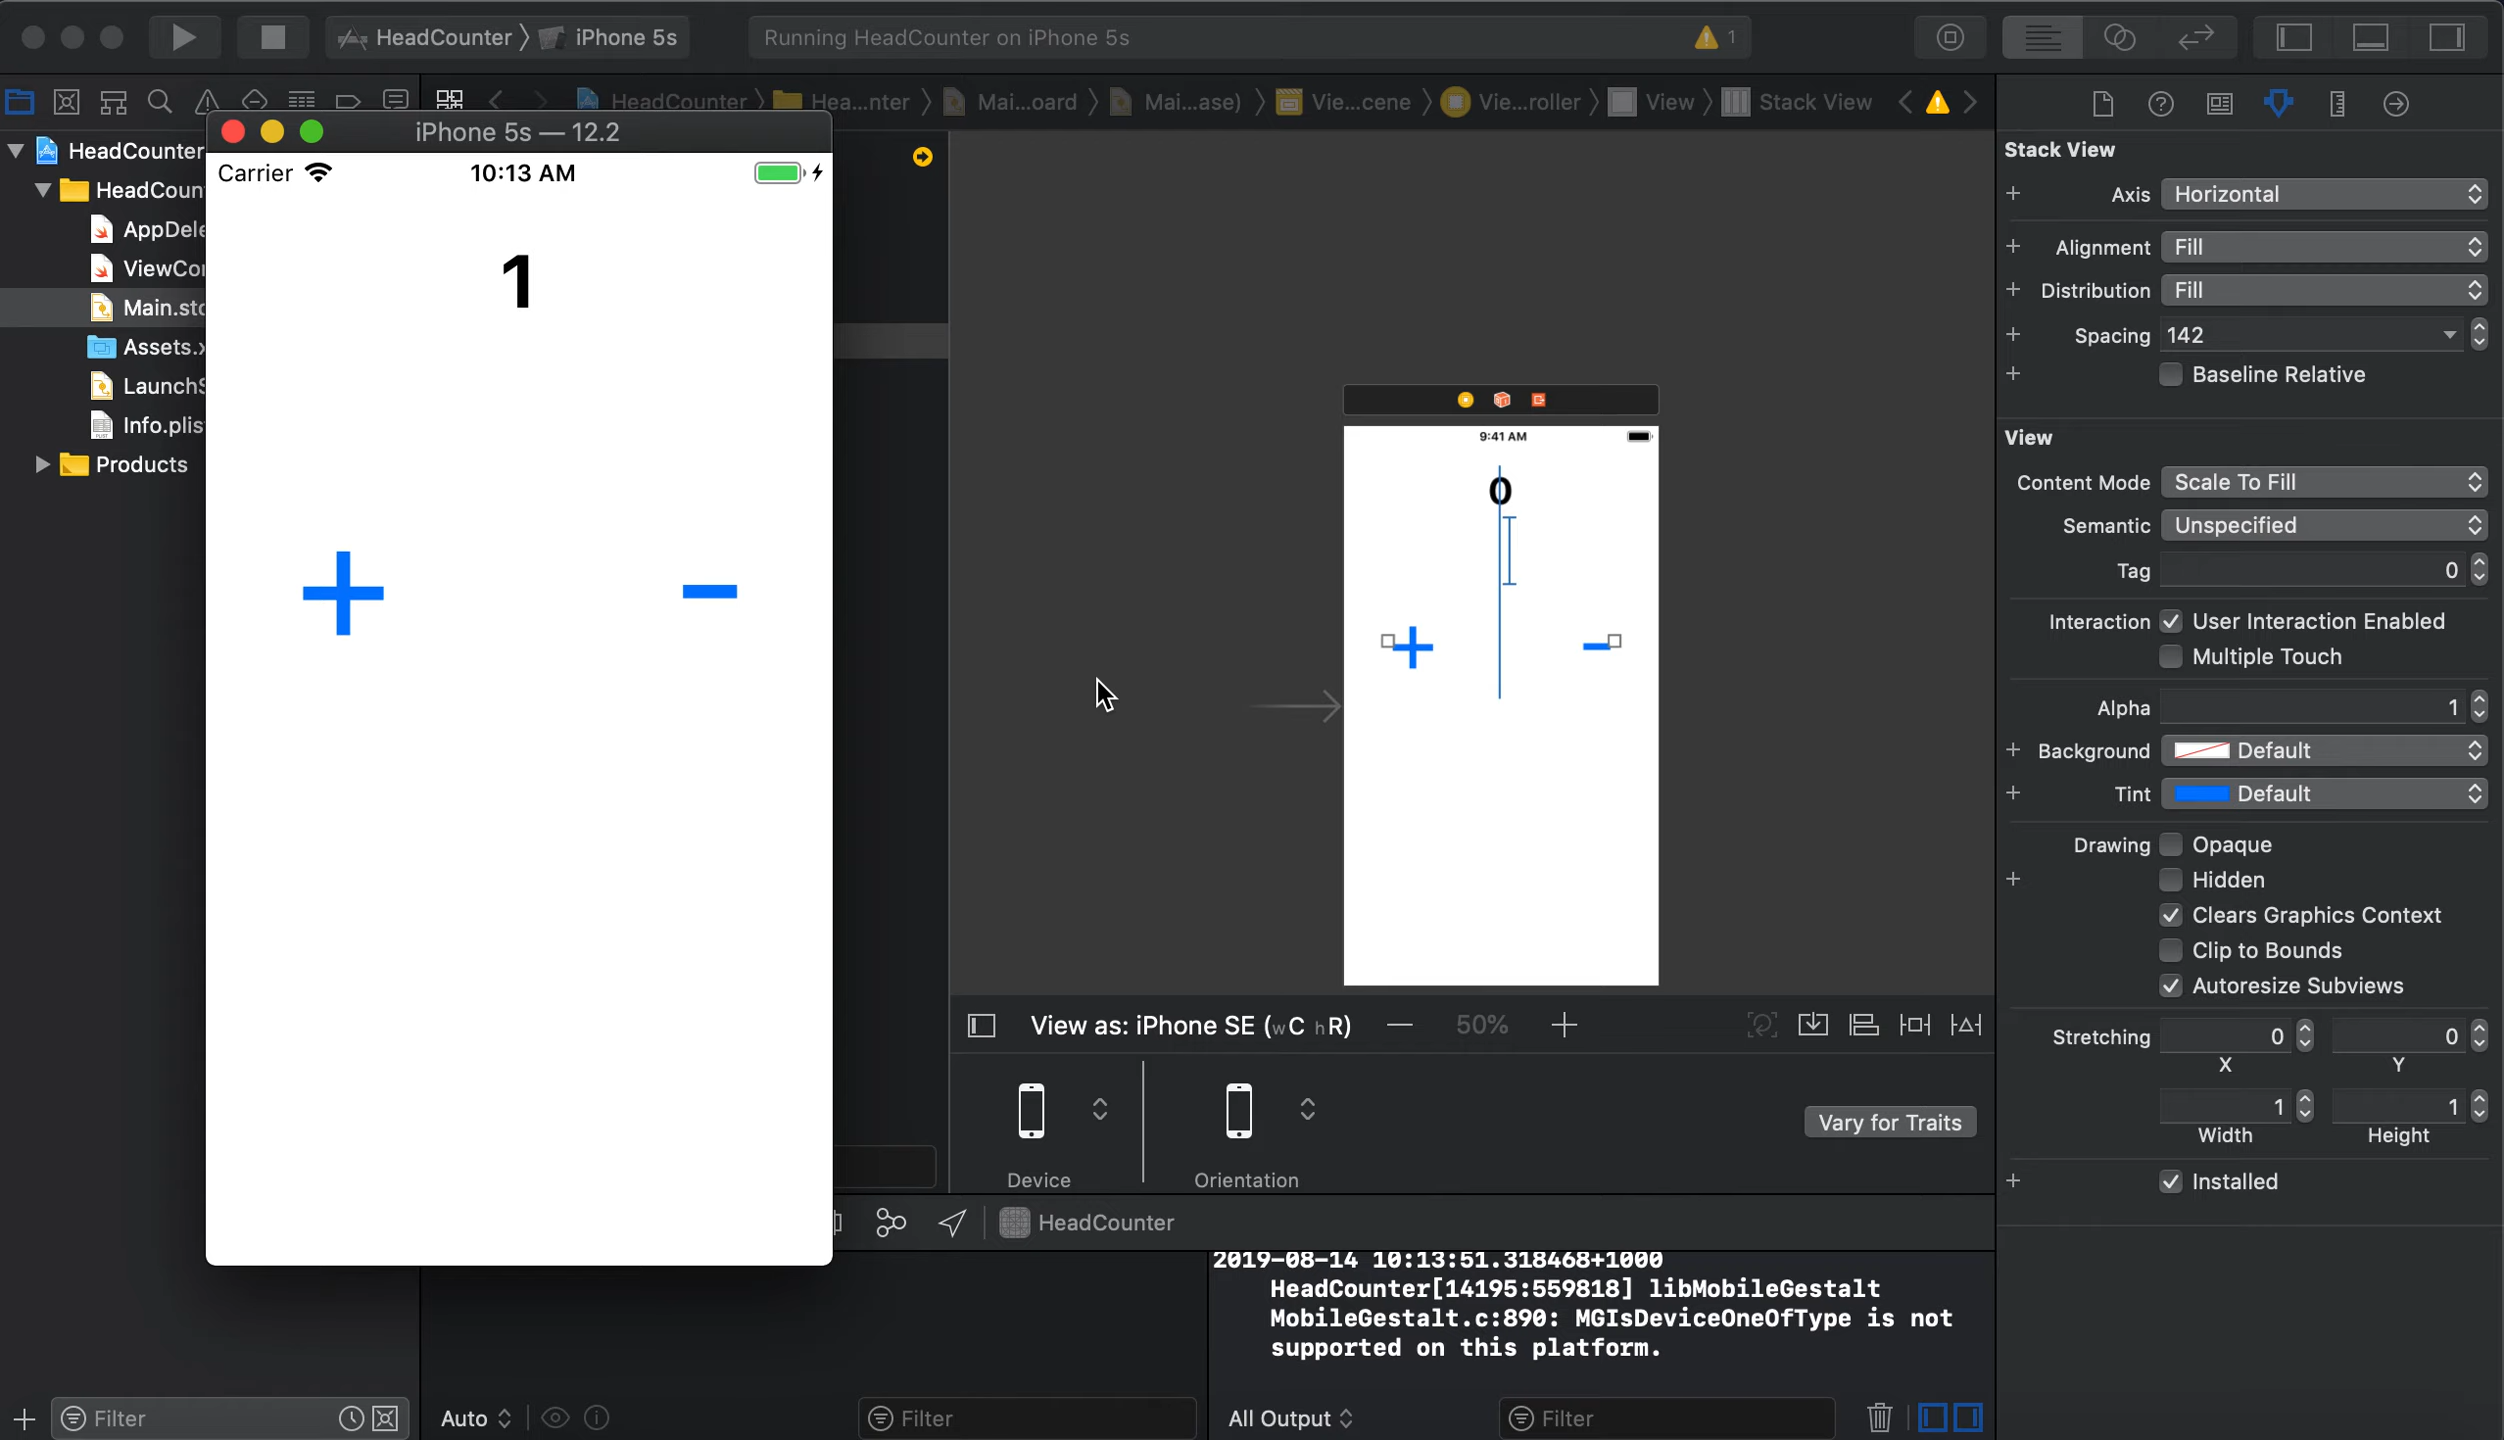 HeadCounter 〉 iPhone 5s
Running HeadCounter on iPhone 5s
1
HeadCounter 〉 Hea...nter 〉 Mai...oard 〉 Mai...ase) 〉 Vie...cene 〉 Vie...roller 〉 View 〉 Stack View
HeadCounter
HeadCoun
AppDele
ViewCo
Main.sto
Assets.x
Launch
Info.plis
Products
iPhone 5s — 12.2
Carrier
10:13 AM
1
+
−
9:41 AM
0
+
−
View as: iPhone SE (wC hR)
— 50% +
Device
Orientation
Vary for Traits
HeadCounter
2019-08-14 10:13:51.318468+1000
HeadCounter[14195:559818] libMobileGestalt
MobileGestalt.c:890: MGIsDeviceOneOfType is not
supported on this platform.
Filter
Auto
Filter
All Output
Filter
Stack View
Axis Horizontal
Alignment Fill
Distribution Fill
Spacing 142
Baseline Relative
View
Content Mode Scale To Fill
Semantic Unspecified
Tag 0
Interaction User Interaction Enabled
Multiple Touch
Alpha 1
Background Default
Tint Default
Drawing Opaque
Hidden
Clears Graphics Context
Clip to Bounds
Autoresize Subviews
Stretching 0 0
X Y
1 1
Width Height
Installed